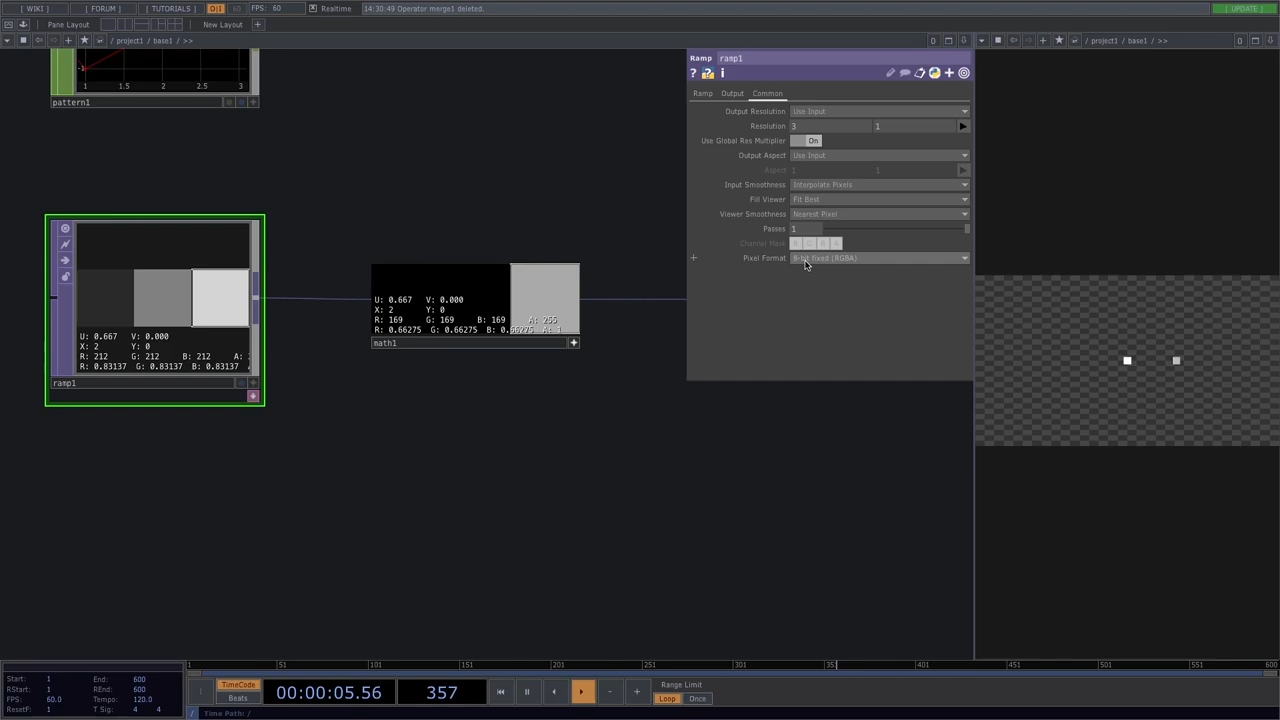 [ WIKI ] [ FORUM ] [ TUTORIALS ] O|I 60 FPS: 60 Realtime 14:30:49 Operator merge1 deleted. [ UPDATE ]
Pane Layout New Layout +
/ project1 / base1 / >> / project1 / base1 / >>
-1
1 1.5 2 2.5 3
pattern1
Ramp ramp1
? ? i
Ramp Output Common
Output Resolution Use Input
Resolution 3 1
Use Global Res Multiplier On
Output Aspect Use Input
Aspect 1 1
Input Smoothness Interpolate Pixels
Fill Viewer Fit Best
Viewer Smoothness Nearest Pixel
Passes 1
Channel Mask R G B A
+ Pixel Format 8-bit fixed (RGBA)
U: 0.667 V: 0.000
X: 2 Y: 0
R: 212 G: 212 B: 212 A:
R: 0.83137 G: 0.83137 B: 0.83137
ramp1
U: 0.667 V: 0.000
X: 2 Y: 0
R: 169 G: 169 B: 169 A: 255
R: 0.66275 G: 0.66275 B: 0.66275 A: 1
math1
1 51 101 151 201 251 301 351 401 451 501 551 600
Start: 1 End: 600
RStart: 1 REnd: 600
FPS: 60.0 Tempo: 120.0
ResetF: 1 T Sig: 4 4
TimeCode
Beats
00:00:05.56 357
- +
Range Limit
Loop Once
/ Time Path: /